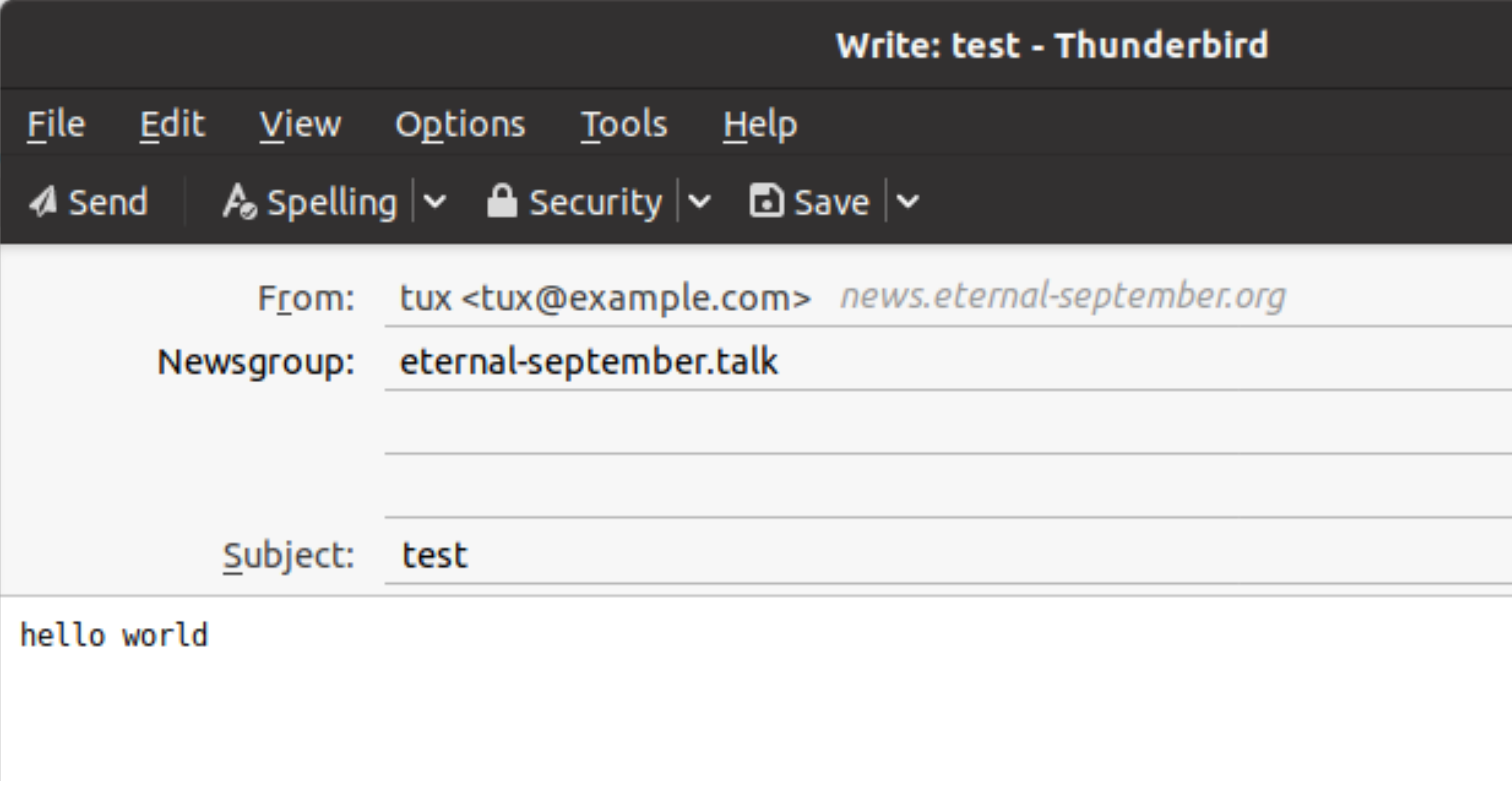 Write: test - Thunderbird
File Edit View Options Tools Help
Send Spelling Security Save
From: tux <tux@example.com> news.eternal-september.org
Newsgroup: eternal-september.talk
Subject: test
hello world